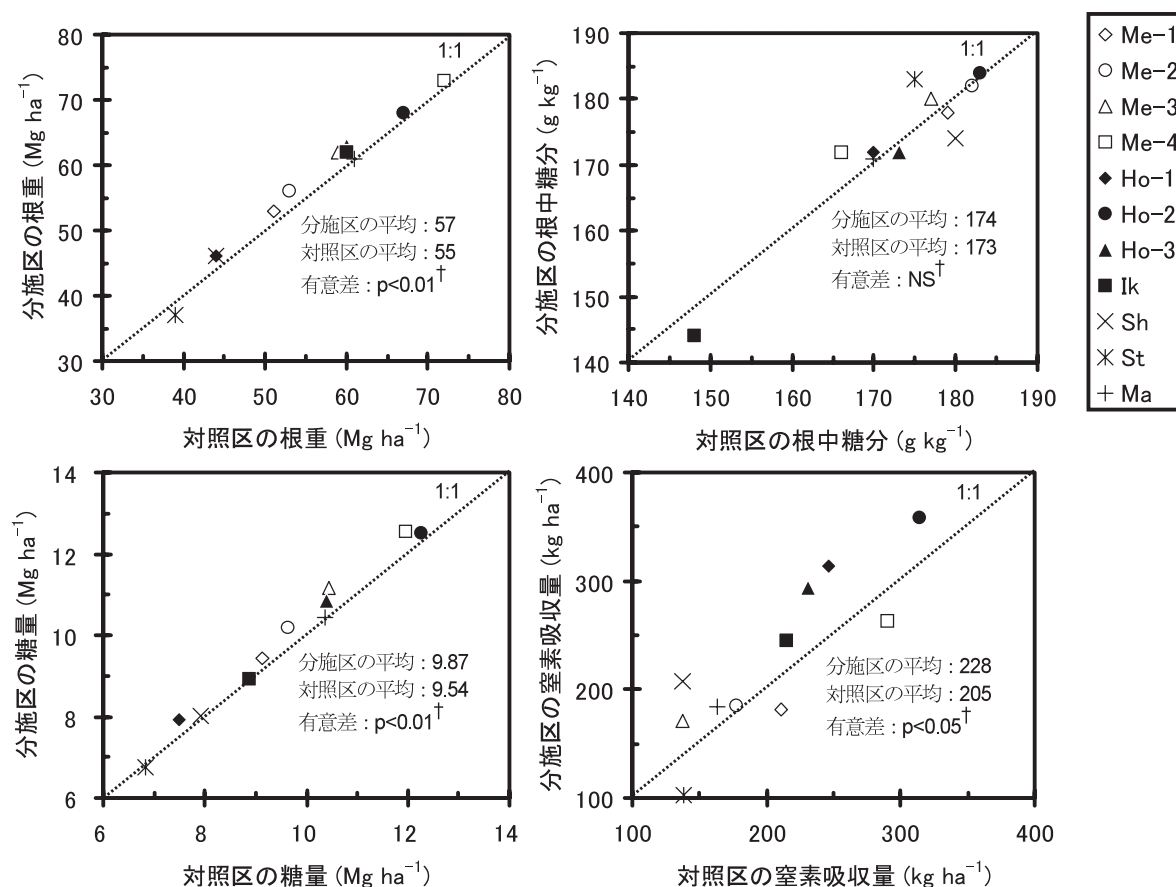 80
70
60
50
40
30
30 40 50 60 70 80
分施区の根重 (Mg ha⁻¹)
対照区の根重 (Mg ha⁻¹)
1:1
分施区の平均 : 57
対照区の平均 : 55
有意差 : p<0.01†
190
180
170
160
150
140
140 150 160 170 180 190
分施区の根中糖分 (g kg⁻¹)
対照区の根中糖分 (g kg⁻¹)
1:1
分施区の平均 : 174
対照区の平均 : 173
有意差 : NS†
Me-1
Me-2
Me-3
Me-4
Ho-1
Ho-2
Ho-3
Ik
Sh
St
Ma
14
12
10
8
6
6 8 10 12 14
分施区の糖量 (Mg ha⁻¹)
対照区の糖量 (Mg ha⁻¹)
1:1
分施区の平均 : 9.87
対照区の平均 : 9.54
有意差 : p<0.01†
400
300
200
100
100 200 300 400
分施区の窒素吸収量 (kg ha⁻¹)
対照区の窒素吸収量 (kg ha⁻¹)
1:1
分施区の平均 : 228
対照区の平均 : 205
有意差 : p<0.05†